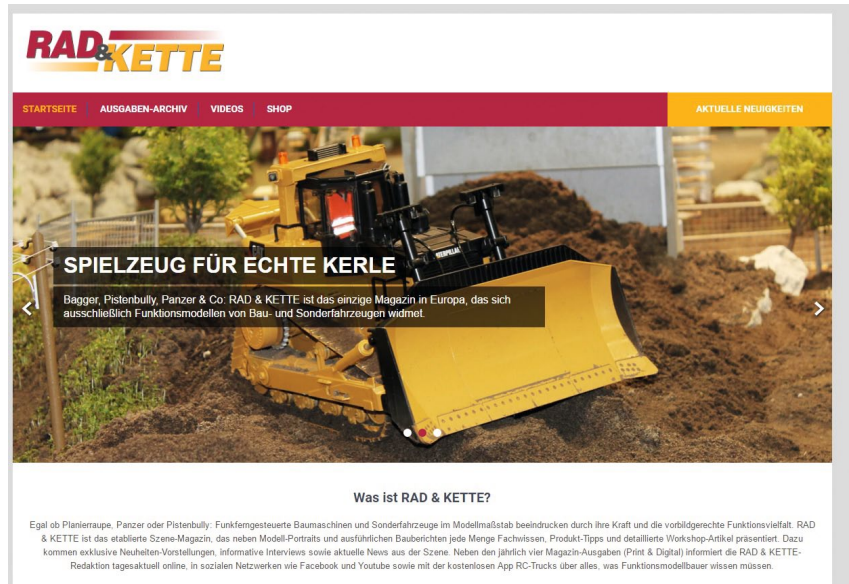 RAD & KETTE
STARTSEITE AUSGABEN-ARCHIV VIDEOS SHOP AKTUELLE NEUIGKEITEN
CATERPILLAR
SPIELZEUG FÜR ECHTE KERLE
Bagger, Pistenbully, Panzer & Co: RAD & KETTE ist das einzige Magazin in Europa, das sich
ausschließlich Funktionsmodellen von Bau- und Sonderfahrzeugen widmet.
Was ist RAD & KETTE?
Egal ob Planierraupe, Panzer oder Pistenbully: Funkferngesteuerte Baumaschinen und Sonderfahrzeuge im Modellmaßstab beeindrucken durch ihre Kraft und die vorbildgerechte Funktionsvielfalt. RAD
& KETTE ist das etablierte Szene-Magazin, das neben Modell-Portraits und ausführlichen Bauberichten jede Menge Fachwissen, Produkt-Tipps und detaillierte Workshop-Artikel präsentiert. Dazu
kommen exklusive Neuheiten-Vorstellungen, informative Interviews sowie aktuelle News aus der Szene. Neben den jährlich vier Magazin-Ausgaben (Print & Digital) informiert die RAD & KETTE-
Redaktion tagesaktuell online, in sozialen Netzwerken wie Facebook und Youtube sowie mit der kostenlosen App RC-Trucks über alles, was Funktionsmodellbauer wissen müssen.